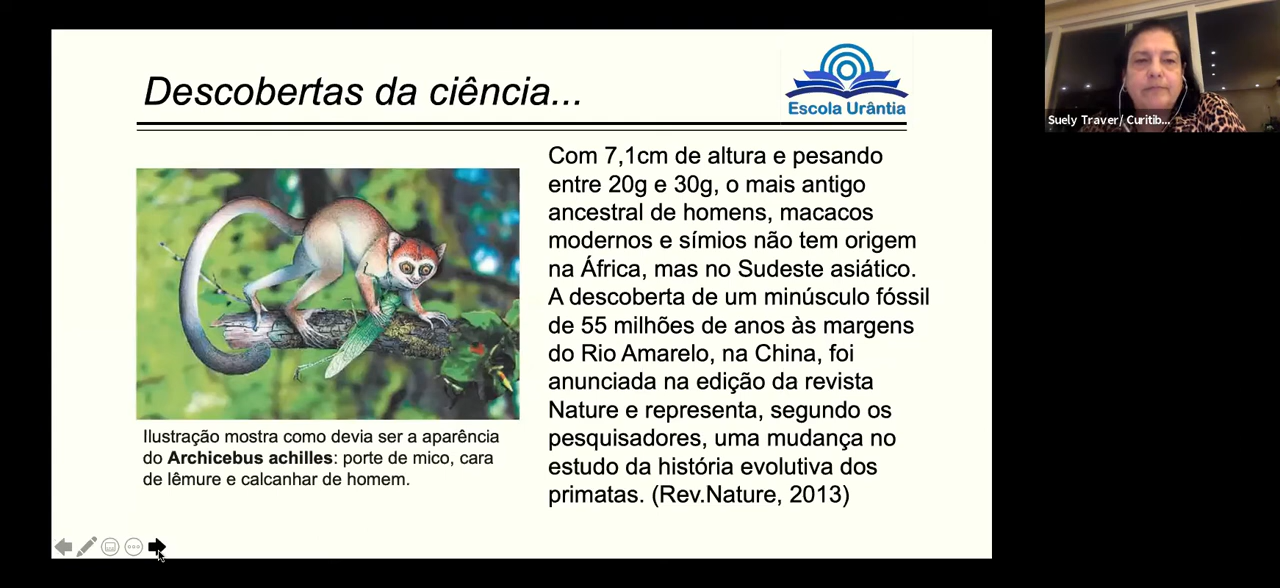 Descobertas da ciência...
Escola Urântia
Com 7,1cm de altura e pesando
entre 20g e 30g, o mais antigo
ancestral de homens, macacos
modernos e símios não tem origem
na África, mas no Sudeste asiático.
A descoberta de um minúsculo fóssil
de 55 milhões de anos às margens
do Rio Amarelo, na China, foi
anunciada na edição da revista
Nature e representa, segundo os
pesquisadores, uma mudança no
estudo da história evolutiva dos
primatas. (Rev.Nature, 2013)
Ilustração mostra como devia ser a aparência
do Archicebus achilles: porte de mico, cara
de lêmure e calcanhar de homem.
Suely Traver/ Curitib...